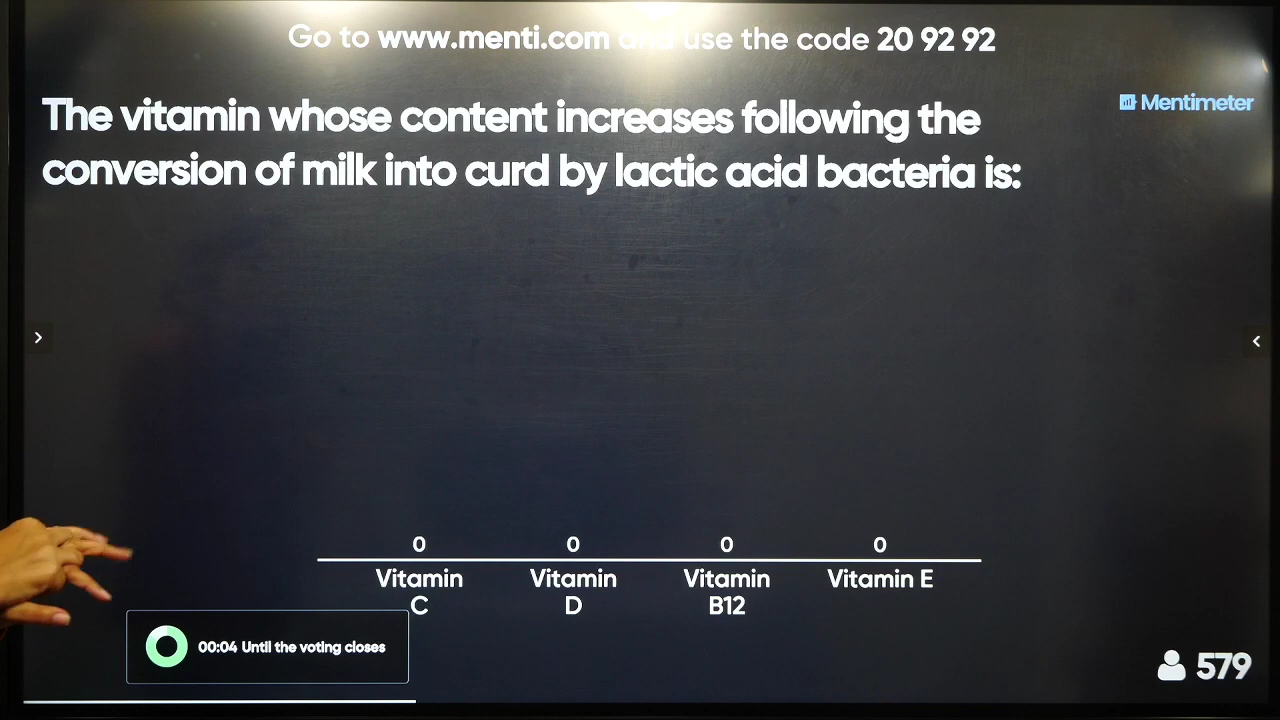 Go to www.menti.com and use the code 20 92 92
Mentimeter
The vitamin whose content increases following the
conversion of milk into curd by lactic acid bacteria is:
0 0 0 0
Vitamin C
Vitamin D
Vitamin B12
Vitamin E
00:04 Until the voting closes
579